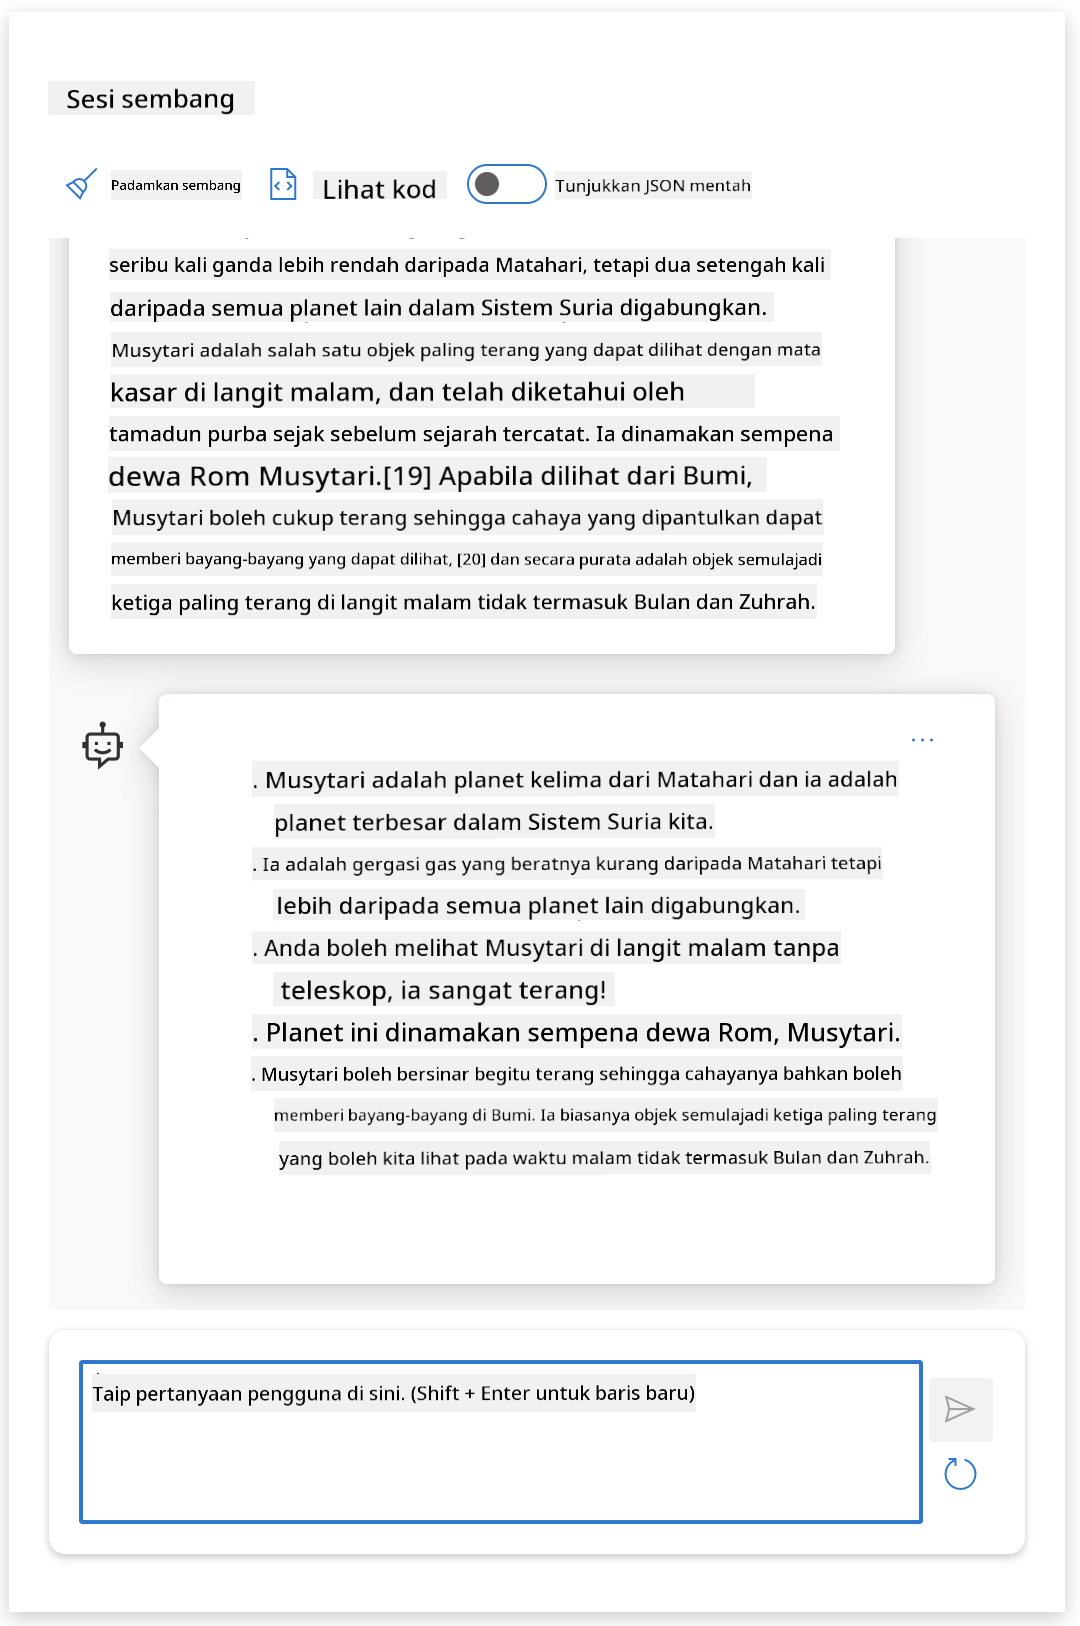 Sesi sembang
Padamkan sembang
Lihat kod
Tunjukkan JSON mentah
seribu kali ganda lebih rendah daripada Matahari, tetapi dua setengah kali
daripada semua planet lain dalam Sistem Suria digabungkan.
Musytari adalah salah satu objek paling terang yang dapat dilihat dengan mata
kasar di langit malam, dan telah diketahui oleh
tamadun purba sejak sebelum sejarah tercatat. Ia dinamakan sempena
dewa Rom Musytari.[19] Apabila dilihat dari Bumi,
Musytari boleh cukup terang sehingga cahaya yang dipantulkan dapat
memberi bayang-bayang yang dapat dilihat, [20] dan secara purata adalah objek semulajadi
ketiga paling terang di langit malam tidak termasuk Bulan dan Zuhrah.
. Musytari adalah planet kelima dari Matahari dan ia adalah
planet terbesar dalam Sistem Suria kita.
. Ia adalah gergasi gas yang beratnya kurang daripada Matahari tetapi
lebih daripada semua planet lain digabungkan.
. Anda boleh melihat Musytari di langit malam tanpa
teleskop, ia sangat terang!
. Planet ini dinamakan sempena dewa Rom, Musytari.
. Musytari boleh bersinar begitu terang sehingga cahayanya bahkan boleh
memberi bayang-bayang di Bumi. Ia biasanya objek semulajadi ketiga paling terang
yang boleh kita lihat pada waktu malam tidak termasuk Bulan dan Zuhrah.
Taip pertanyaan pengguna di sini. (Shift + Enter untuk baris baru)